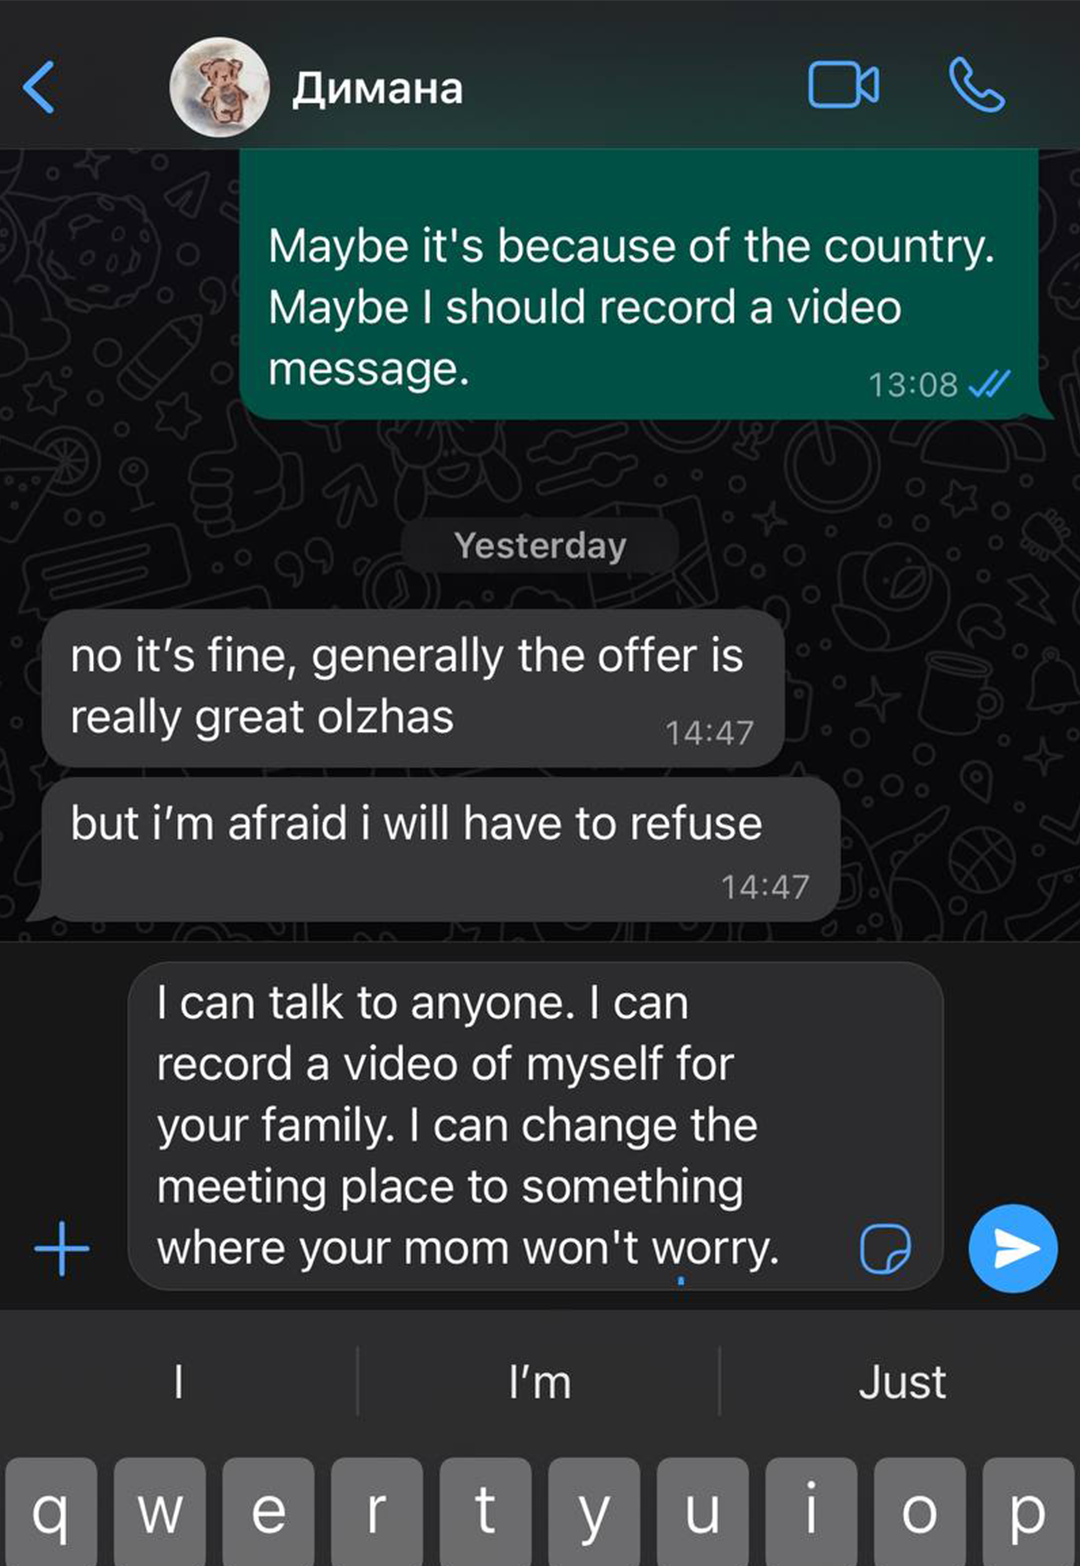 Димана
Maybe it's because of the country.
Maybe I should record a video
message.
13:08
Yesterday
no it’s fine, generally the offer is
really great olzhas
14:47
but i’m afraid i will have to refuse
14:47
I can talk to anyone. I can
record a video of myself for
your family. I can change the
meeting place to something
where your mom won't worry.
I I’m Just
q w e r t y u i o p